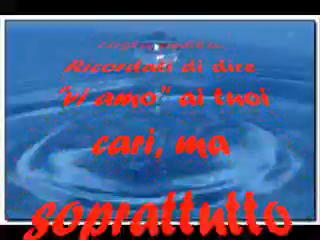 Ricordati di dire
"vi amo" ai tuoi
cari, ma
soprattutto